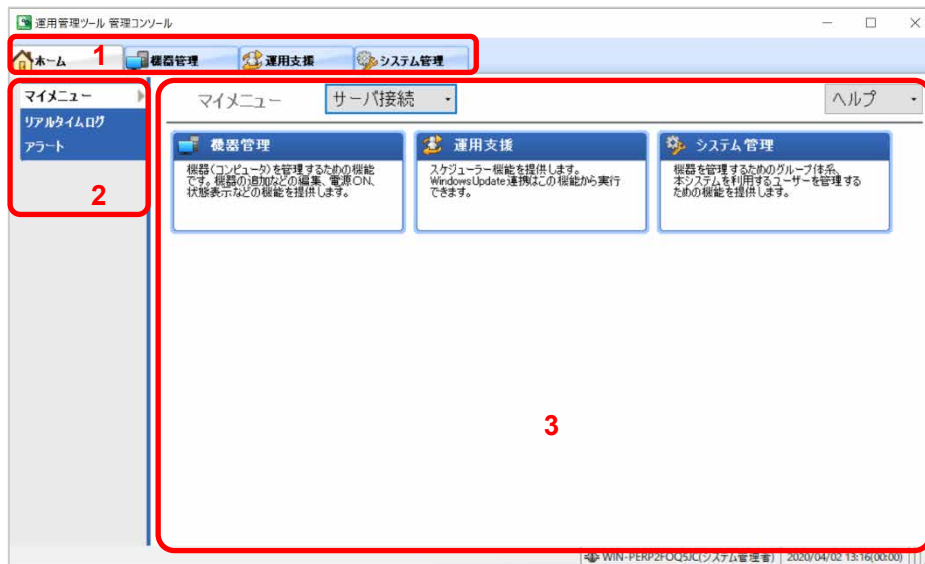 運用管理ツール 管理コンソール
ホーム 1 機器管理 運用支援 システム管理
マイメニュー
リアルタイムログ
アラート
2
マイメニュー サーバ接続 ヘルプ
機器管理
機器(コンピュータ)を管理するための機能
です。機器の追加などの編集、電源ON、
状態表示などの機能を提供します。
運用支援
スケジューラー機能を提供します。
WindowsUpdate連携はこの機能から実行
できます。
システム管理
機器を管理するためのグループ体系、
本システムを利用するユーザーを管理する
ための機能を提供します。
3
WIN-PERP2FOQ5JC(システム管理者) 2020/04/02 13:16(00:00)